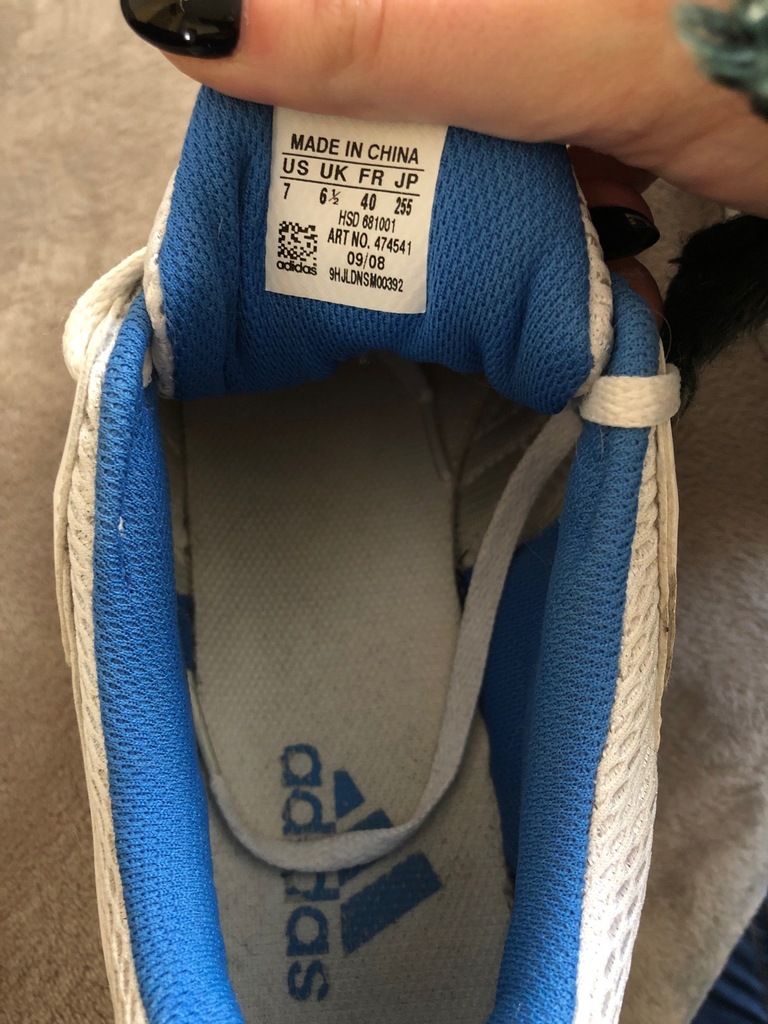 MADE IN CHINA
US UK FR JP
7 6½ 40 255
HSD 681001
ART NO. 474541
09/08
adidas 9HJLDNSM00392
adidas